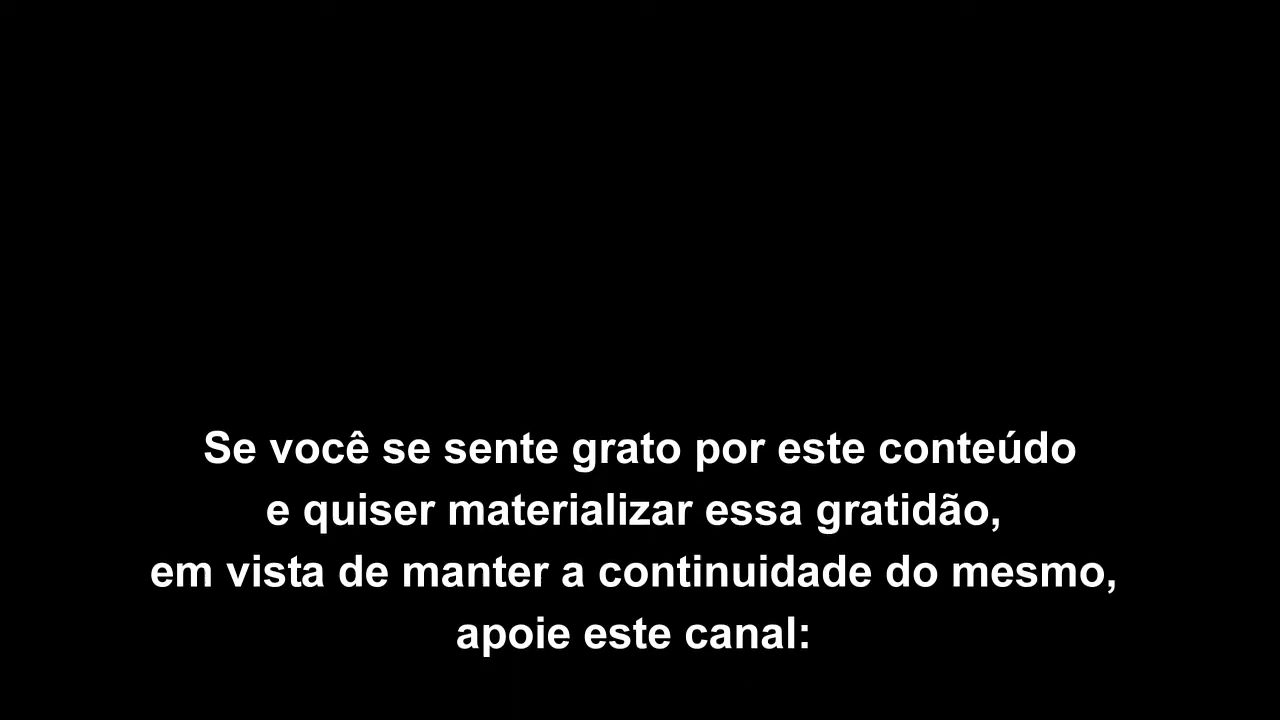 Se você se sente grato por este conteúdo
e quiser materializar essa gratidão,
em vista de manter a continuidade do mesmo,
apoie este canal: